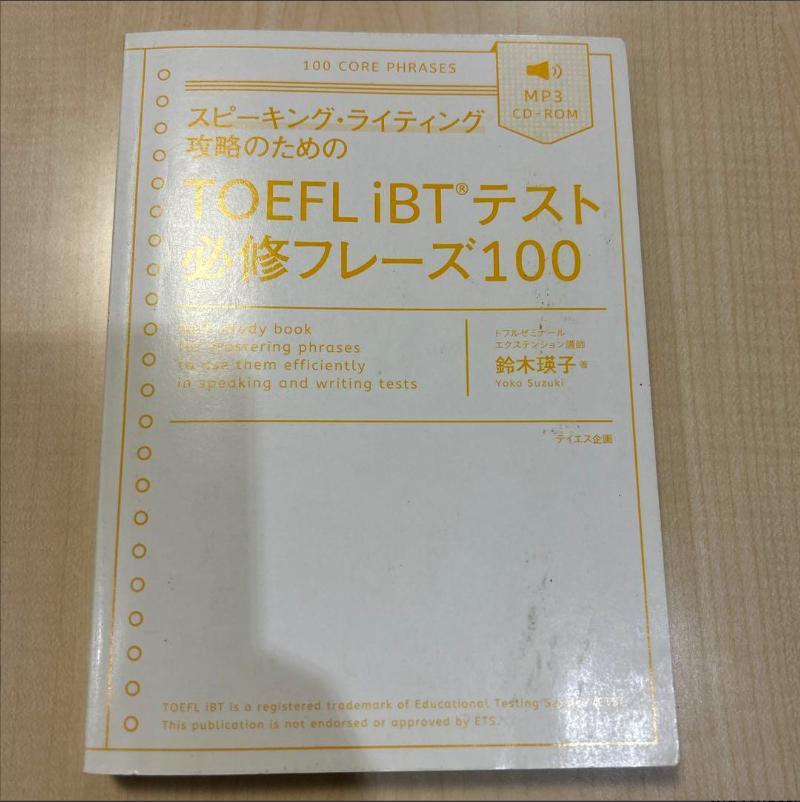 100 CORE PHRASES
MP3
CD-ROM
スピーキング・ライティング
攻略のための
TOEFL iBT®テスト
必修フレーズ100
study book
for mastering phrases
to use them efficiently
in speaking and writing tests
トフルゼミナール
エクステンション講師
鈴木瑛子 著
Yoko Suzuki
テイエス企画
TOEFL iBT is a registered trademark of Educational Testing
This publication is not endorsed or approved by ETS.